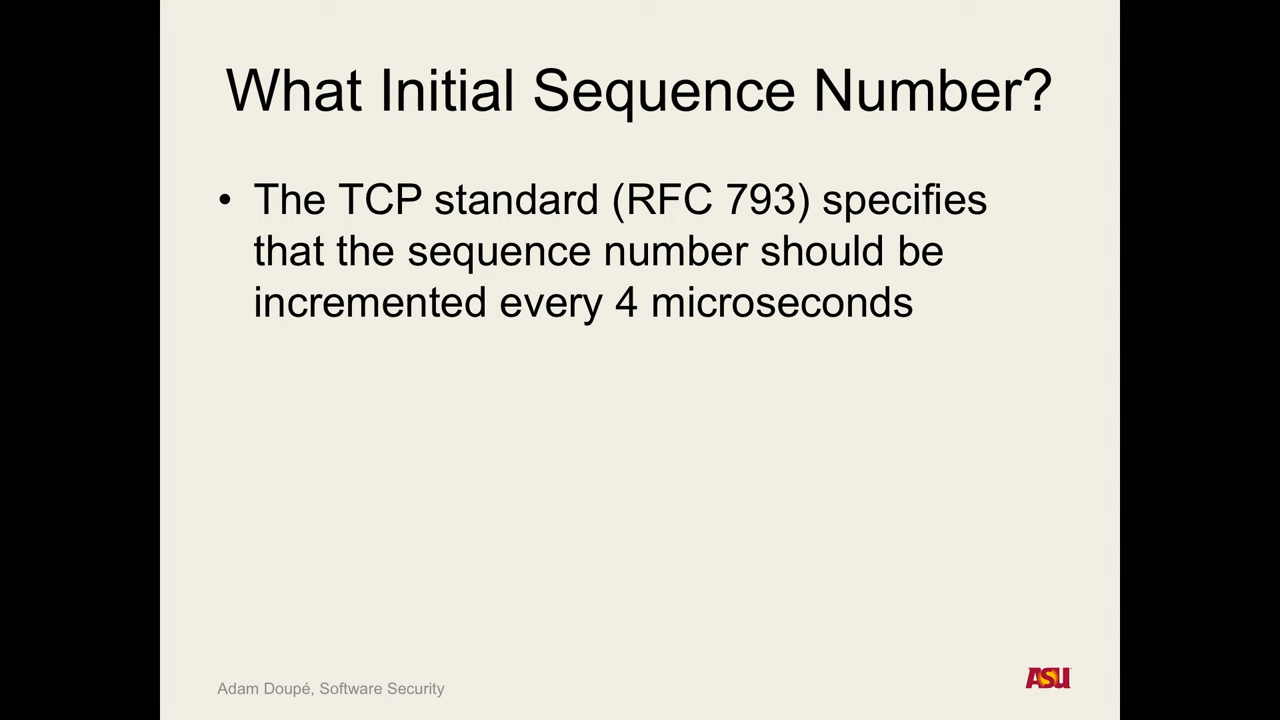 What Initial Sequence Number?
• The TCP standard (RFC 793) specifies
that the sequence number should be
incremented every 4 microseconds
Adam Doupé, Software Security
ASU